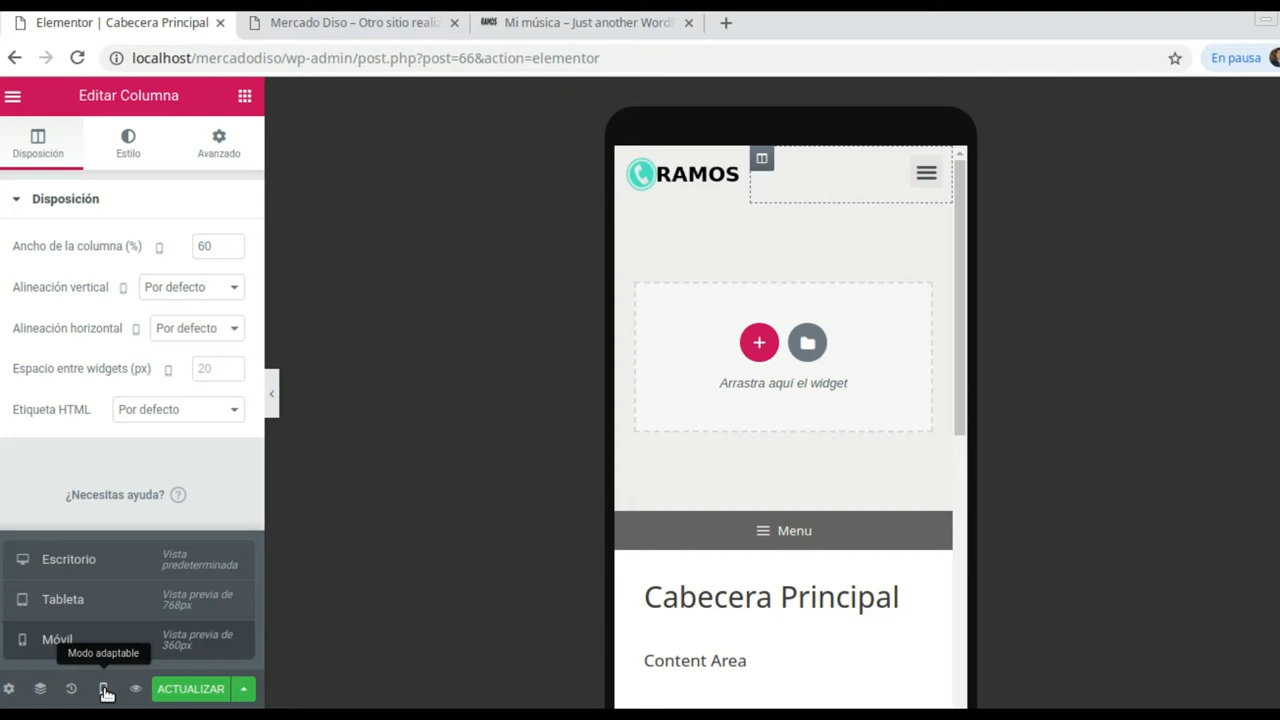 Elementor | Cabecera Principal
Mercado Diso – Otro sitio realiza
RAMOS Mi música – Just another WordP
localhost/mercadodiso/wp-admin/post.php?post=66&action=elementor
En pausa
Editar Columna
Disposición
Estilo
Avanzado
Disposición
Ancho de la columna (%)
60
Alineación vertical
Por defecto
Alineación horizontal
Por defecto
Espacio entre widgets (px)
20
Etiqueta HTML
Por defecto
¿Necesitas ayuda?
Escritorio
Vista
predeterminada
Tableta
Vista previa de
768px
Móvil
Vista previa de
360px
Modo adaptable
ACTUALIZAR
RAMOS
Arrastra aquí el widget
Menu
Cabecera Principal
Content Area